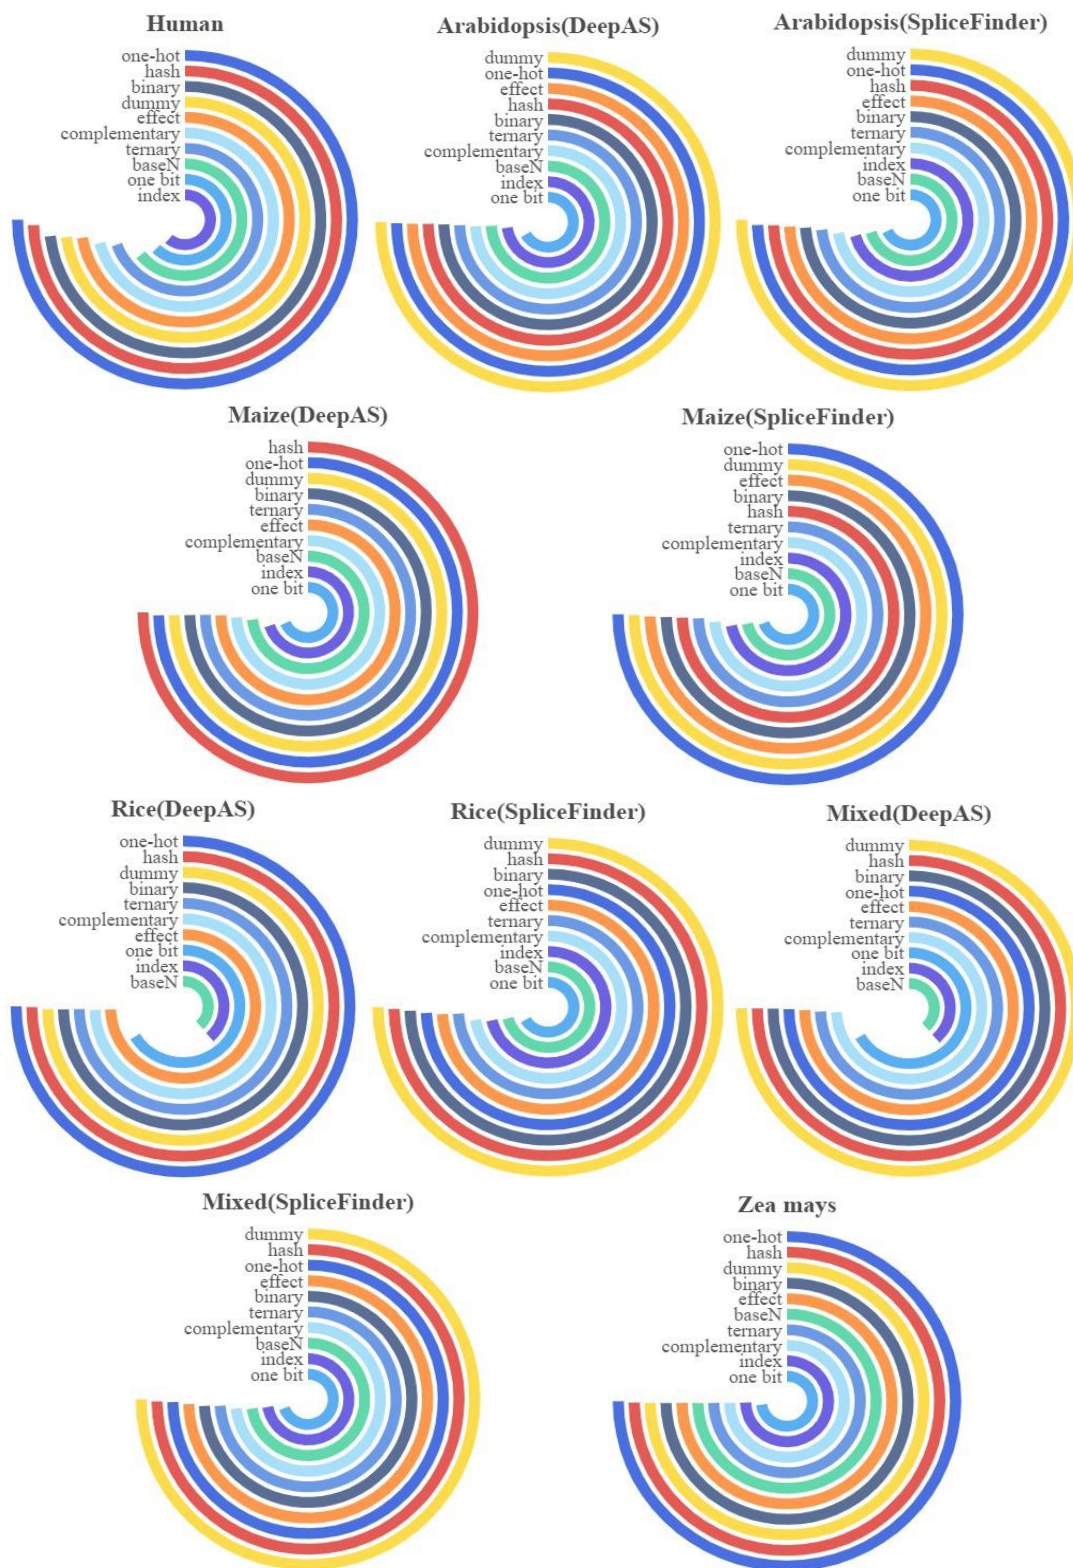 Human
one-hot
hash
binary
dummy
effect
complementary
ternary
baseN
one bit
index
Arabidopsis(DeepAS)
dummy
one-hot
effect
hash
binary
ternary
complementary
baseN
index
one bit
Arabidopsis(SpliceFinder)
dummy
one-hot
hash
effect
binary
ternary
complementary
index
baseN
one bit
Maize(DeepAS)
hash
one-hot
dummy
binary
ternary
effect
complementary
baseN
index
one bit
Maize(SpliceFinder)
one-hot
dummy
effect
binary
hash
ternary
complementary
index
baseN
one bit
Rice(DeepAS)
one-hot
hash
dummy
binary
ternary
complementary
effect
one bit
index
baseN
Rice(SpliceFinder)
dummy
hash
binary
one-hot
effect
ternary
complementary
index
baseN
one bit
Mixed(DeepAS)
dummy
hash
binary
one-hot
effect
ternary
complementary
one bit
index
baseN
Mixed(SpliceFinder)
dummy
hash
one-hot
effect
binary
ternary
complementary
baseN
index
one bit
Zea mays
one-hot
hash
dummy
binary
effect
baseN
ternary
complementary
index
one bit